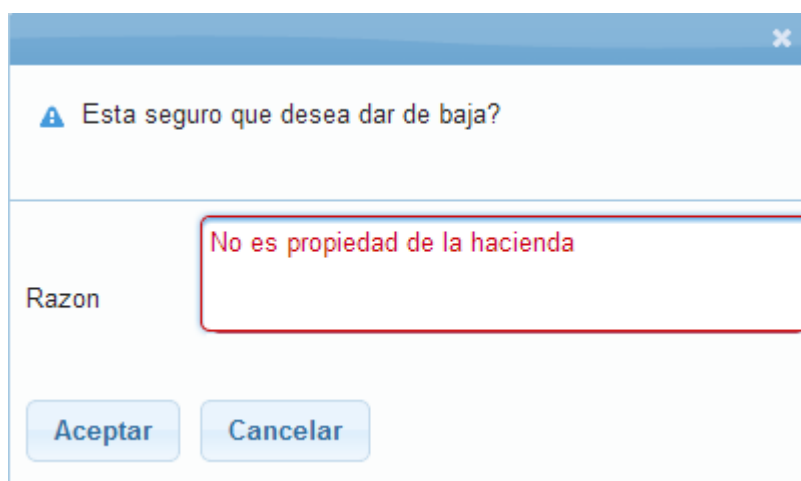 Esta seguro que desea dar de baja?
No es propiedad de la hacienda
Razon
Aceptar
Cancelar